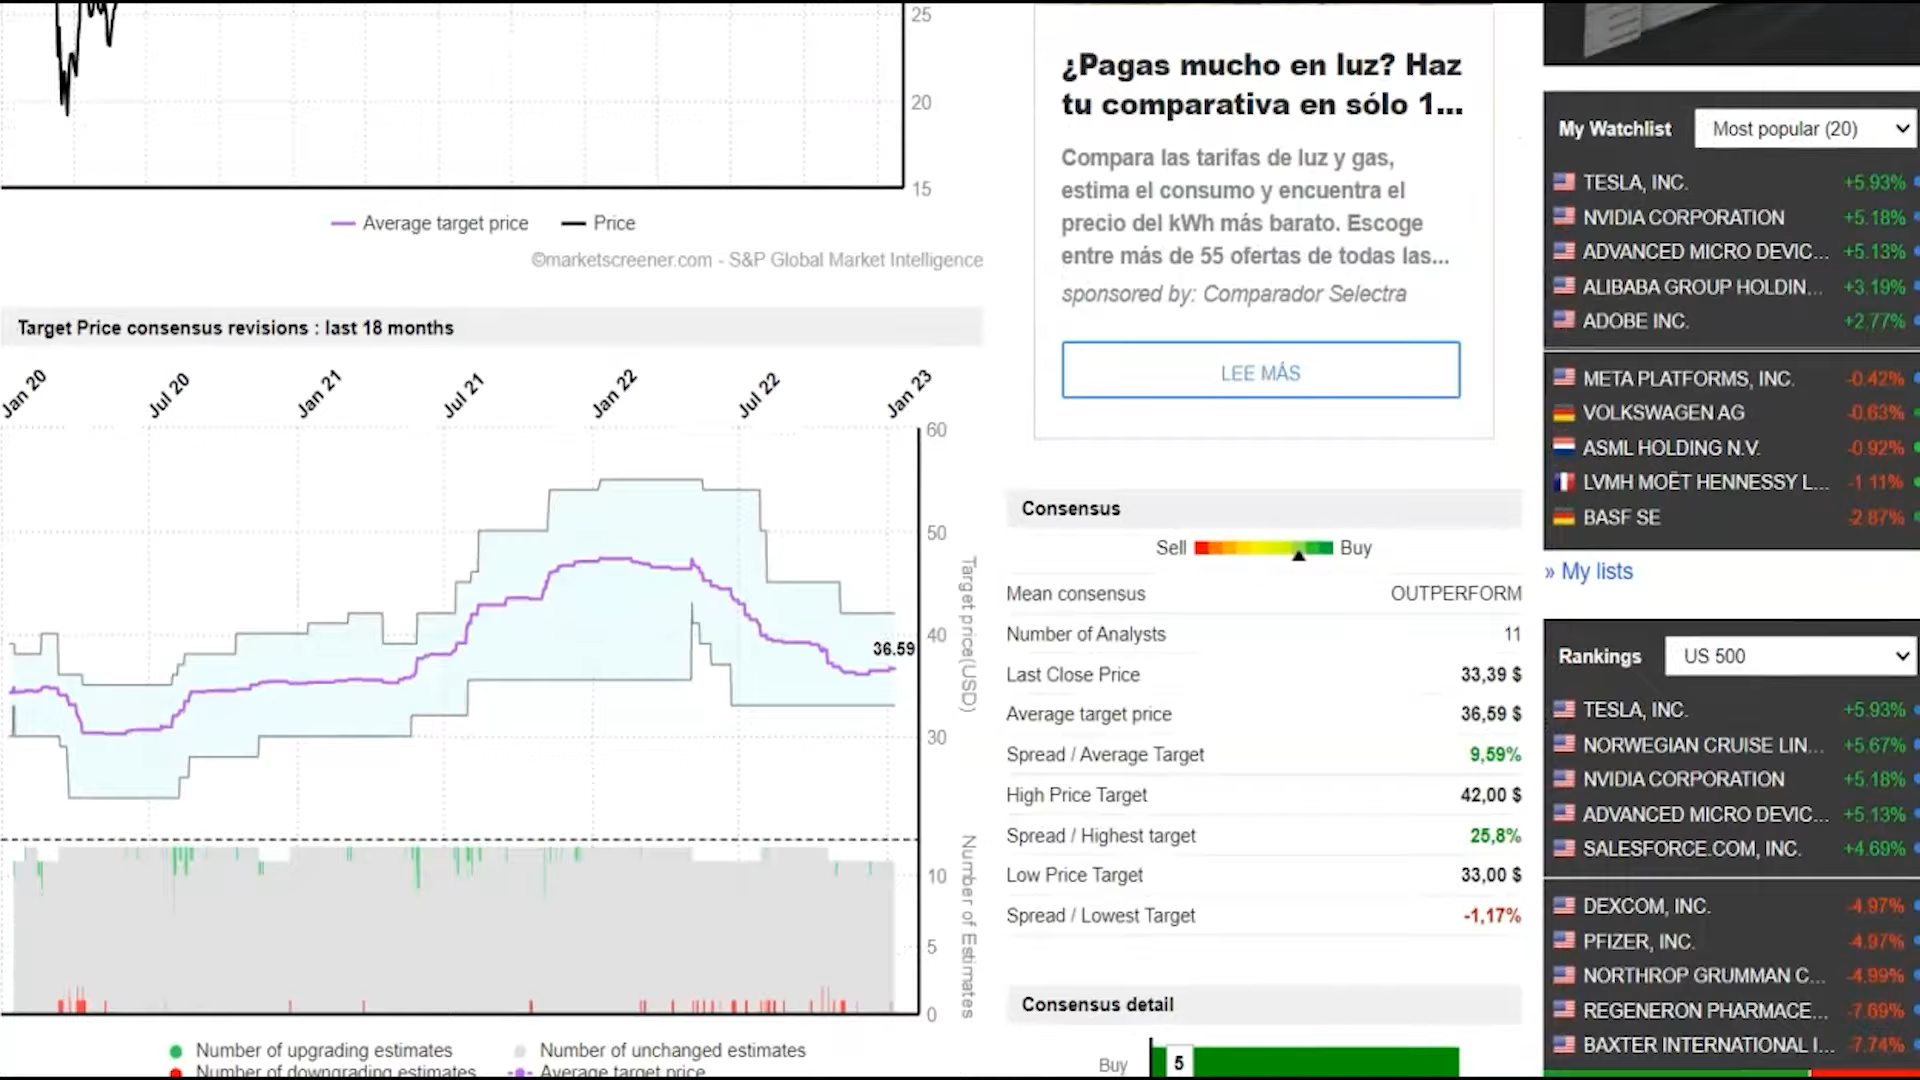 25
20
15
Average target price
Price
©marketscreener.com - S&P Global Market Intelligence
Target Price consensus revisions : last 18 months
Jan 20
Jul 20
Jan 21
Jul 21
Jan 22
Jul 22
Jan 23
60
50
40
30
36.59
Target price(USD)
10
5
0
Number of Estimates
Number of upgrading estimates
Number of unchanged estimates
Number of downgrading estimates
Average target price
¿Pagas mucho en luz? Haz
tu comparativa en sólo 1...
Compara las tarifas de luz y gas,
estima el consumo y encuentra el
precio del kWh más barato. Escoge
entre más de 55 ofertas de todas las...
sponsored by: Comparador Selectra
LEE MÁS
Consensus
Sell Buy
Mean consensus OUTPERFORM
Number of Analysts 11
Last Close Price 33,39 $
Average target price 36,59 $
Spread / Average Target 9,59%
High Price Target 42,00 $
Spread / Highest target 25,8%
Low Price Target 33,00 $
Spread / Lowest Target -1,17%
Consensus detail
Buy 5
My Watchlist Most popular (20)
TESLA, INC. +5.93%
NVIDIA CORPORATION +5.18%
ADVANCED MICRO DEVIC... +5.13%
ALIBABA GROUP HOLDIN... +3.19%
ADOBE INC. +2.77%
META PLATFORMS, INC. -0.42%
VOLKSWAGEN AG -0.63%
ASML HOLDING N.V. -0.92%
LVMH MOËT HENNESSY L... -1.11%
BASF SE -2.87%
» My lists
Rankings US 500
TESLA, INC. +5.93%
NORWEGIAN CRUISE LIN... +5.67%
NVIDIA CORPORATION +5.18%
ADVANCED MICRO DEVIC... +5.13%
SALESFORCE.COM, INC. +4.69%
DEXCOM, INC. -4.97%
PFIZER, INC. -4.97%
NORTHROP GRUMMAN C... -4.99%
REGENERON PHARMACE... -7.69%
BAXTER INTERNATIONAL I... -7.74%